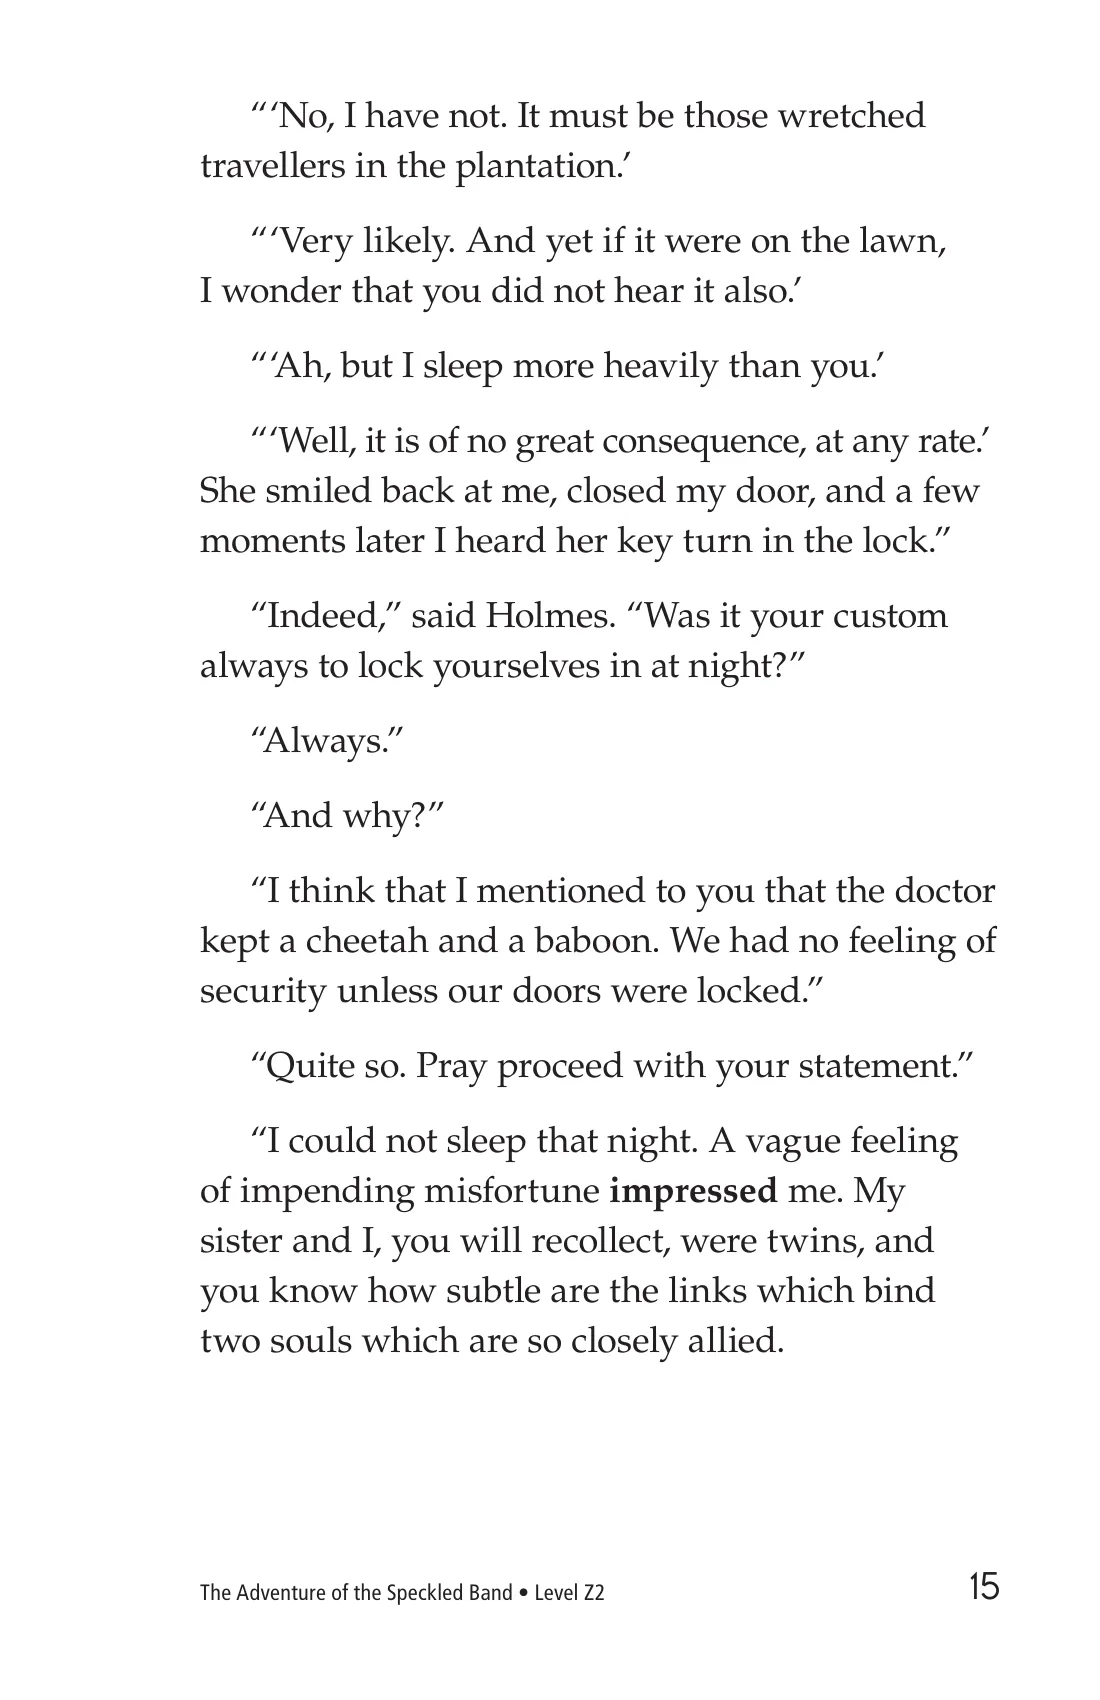 “‘No, I have not. It must be those wretched
travellers in the plantation.’
“‘Very likely. And yet if it were on the lawn,
I wonder that you did not hear it also.’
“‘Ah, but I sleep more heavily than you.’
“‘Well, it is of no great consequence, at any rate.’
She smiled back at me, closed my door, and a few
moments later I heard her key turn in the lock.”
“Indeed,” said Holmes. “Was it your custom
always to lock yourselves in at night?”
“Always.”
“And why?”
“I think that I mentioned to you that the doctor
kept a cheetah and a baboon. We had no feeling of
security unless our doors were locked.”
“Quite so. Pray proceed with your statement.”
“I could not sleep that night. A vague feeling
of impending misfortune impressed me. My
sister and I, you will recollect, were twins, and
you know how subtle are the links which bind
two souls which are so closely allied.
The Adventure of the Speckled Band • Level Z2
15